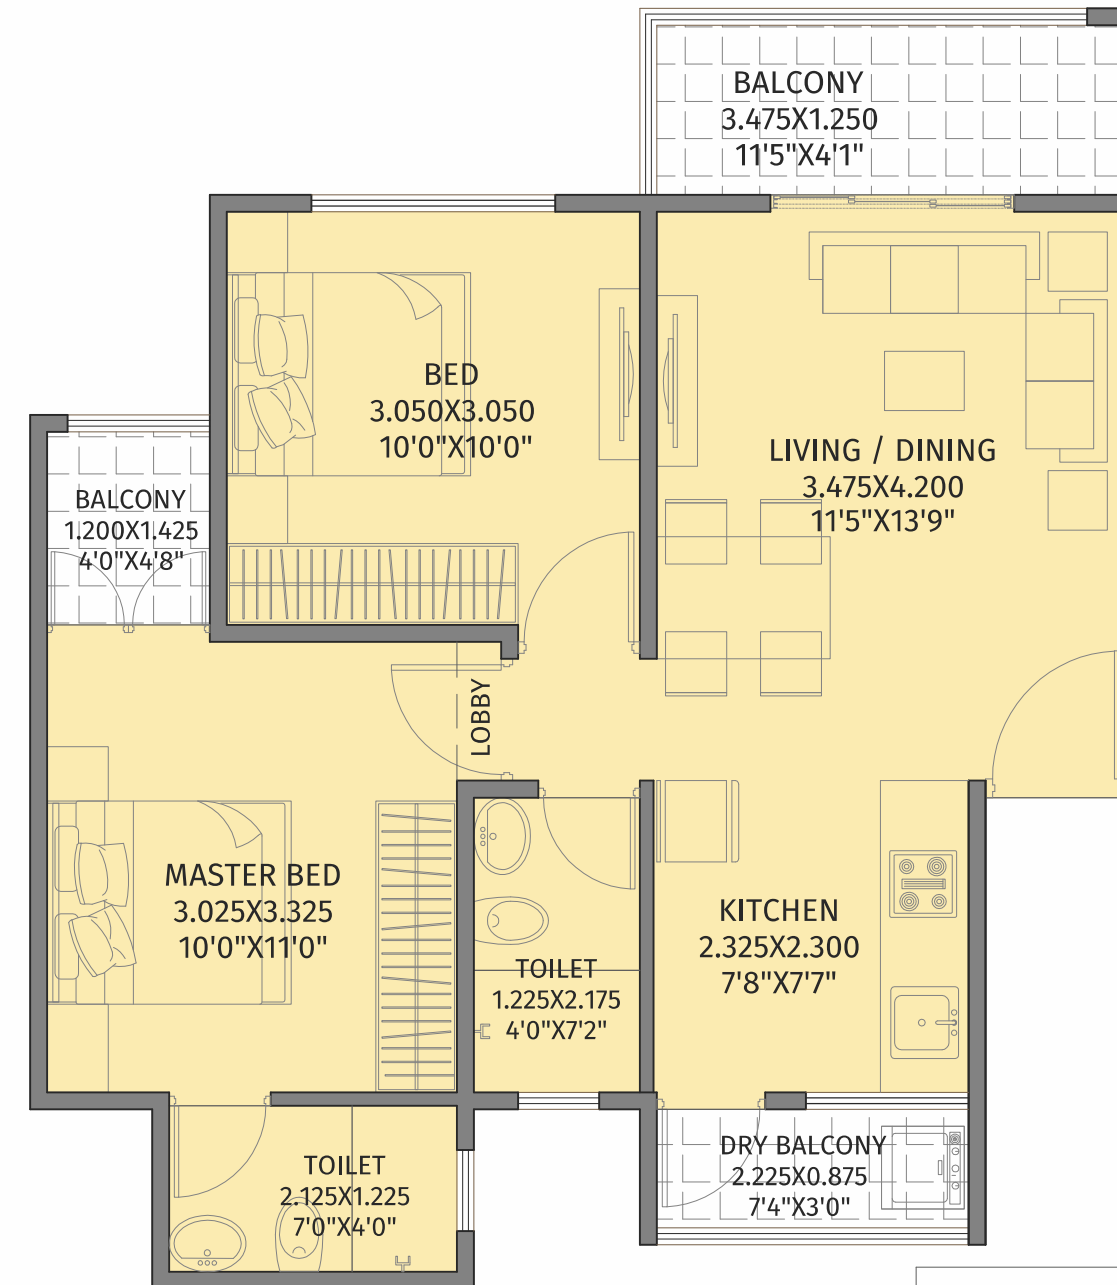 BALCONY
3.475X1.250
11'5"X4'1"
BED
3.050X3.050
10'0"X10'0"
LIVING / DINING
3.475X4.200
11'5"X13'9"
BALCONY
1.200X1.425
4'0"X4'8"
LOBBY
MASTER BED
3.025X3.325
10'0"X11'0"
KITCHEN
2.325X2.300
7'8"X7'7"
TOILET
1.225X2.175
4'0"X7'2"
DRY BALCONY
2.225X0.875
7'4"X3'0"
TOILET
2.125X1.225
7'0"X4'0"